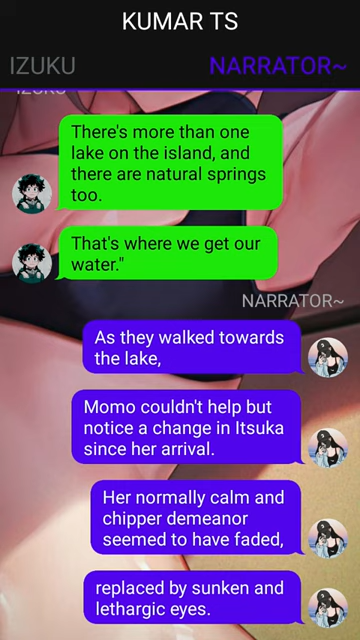 KUMAR TS
IZUKU
NARRATOR~
IZUKU
There's more than one
lake on the island, and
there are natural springs
too.
That's where we get our
water."
NARRATOR~
As they walked towards
the lake,
Momo couldn't help but
notice a change in Itsuka
since her arrival.
Her normally calm and
chipper demeanor
seemed to have faded,
replaced by sunken and
lethargic eyes.